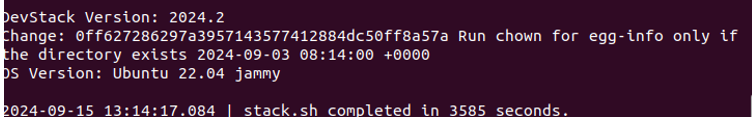 DevStack Version: 2024.2
Change: 0ff627286297a3957143577412884dc50ff8a57a Run chown for egg-info only if
the directory exists 2024-09-03 08:14:00 +0000
OS Version: Ubuntu 22.04 jammy
2024-09-15 13:14:17.084 | stack.sh completed in 3585 seconds.